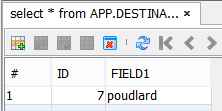 select * from APP.DESTINA...
# ID FIELD1
1 7 poudlard